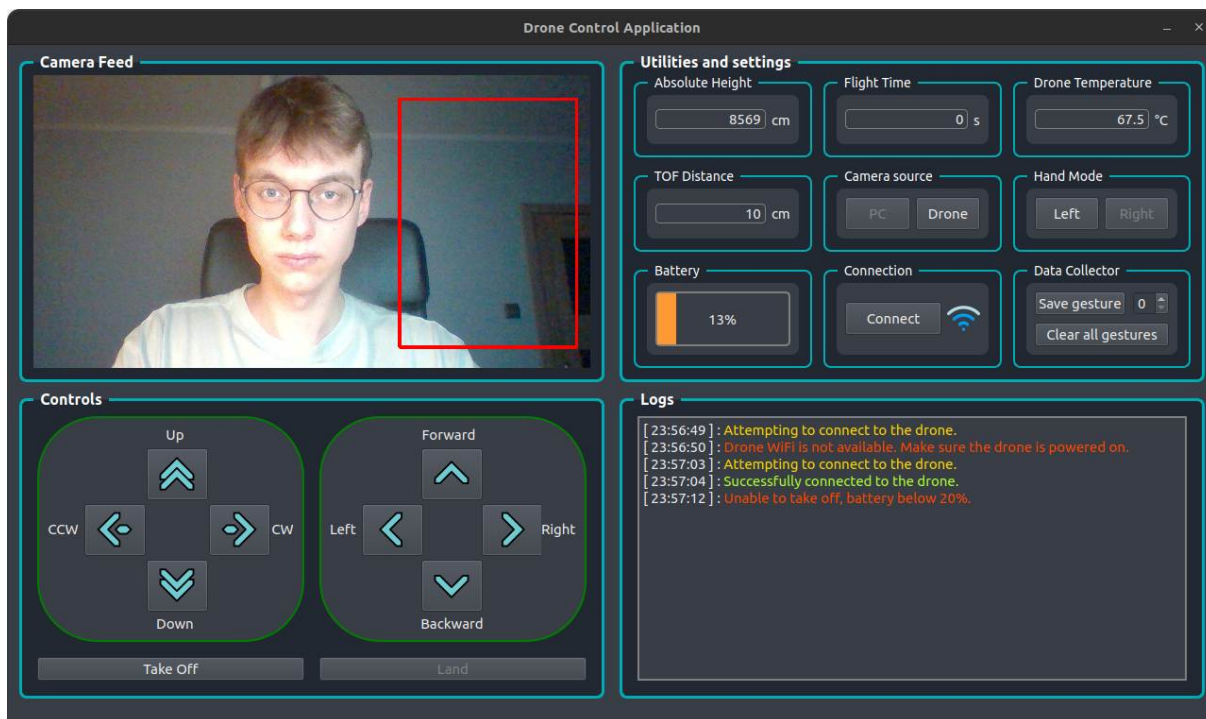 Drone Control Application
Camera Feed
Utilities and settings
Absolute Height
8569 cm
Flight Time
0 s
Drone Temperature
67.5 °C
TOF Distance
10 cm
Camera source
PC Drone
Hand Mode
Left Right
Battery
13%
Connection
Connect
Data Collector
Save gesture 0
Clear all gestures
Controls
Up
CCW CW
Down
Forward
Left Right
Backward
Take Off Land
Logs
[ 23:56:49 ] : Attempting to connect to the drone.
[ 23:56:50 ] : Drone WiFi is not available. Make sure the drone is powered on.
[ 23:57:03 ] : Attempting to connect to the drone.
[ 23:57:04 ] : Successfully connected to the drone.
[ 23:57:12 ] : Unable to take off, battery below 20%.